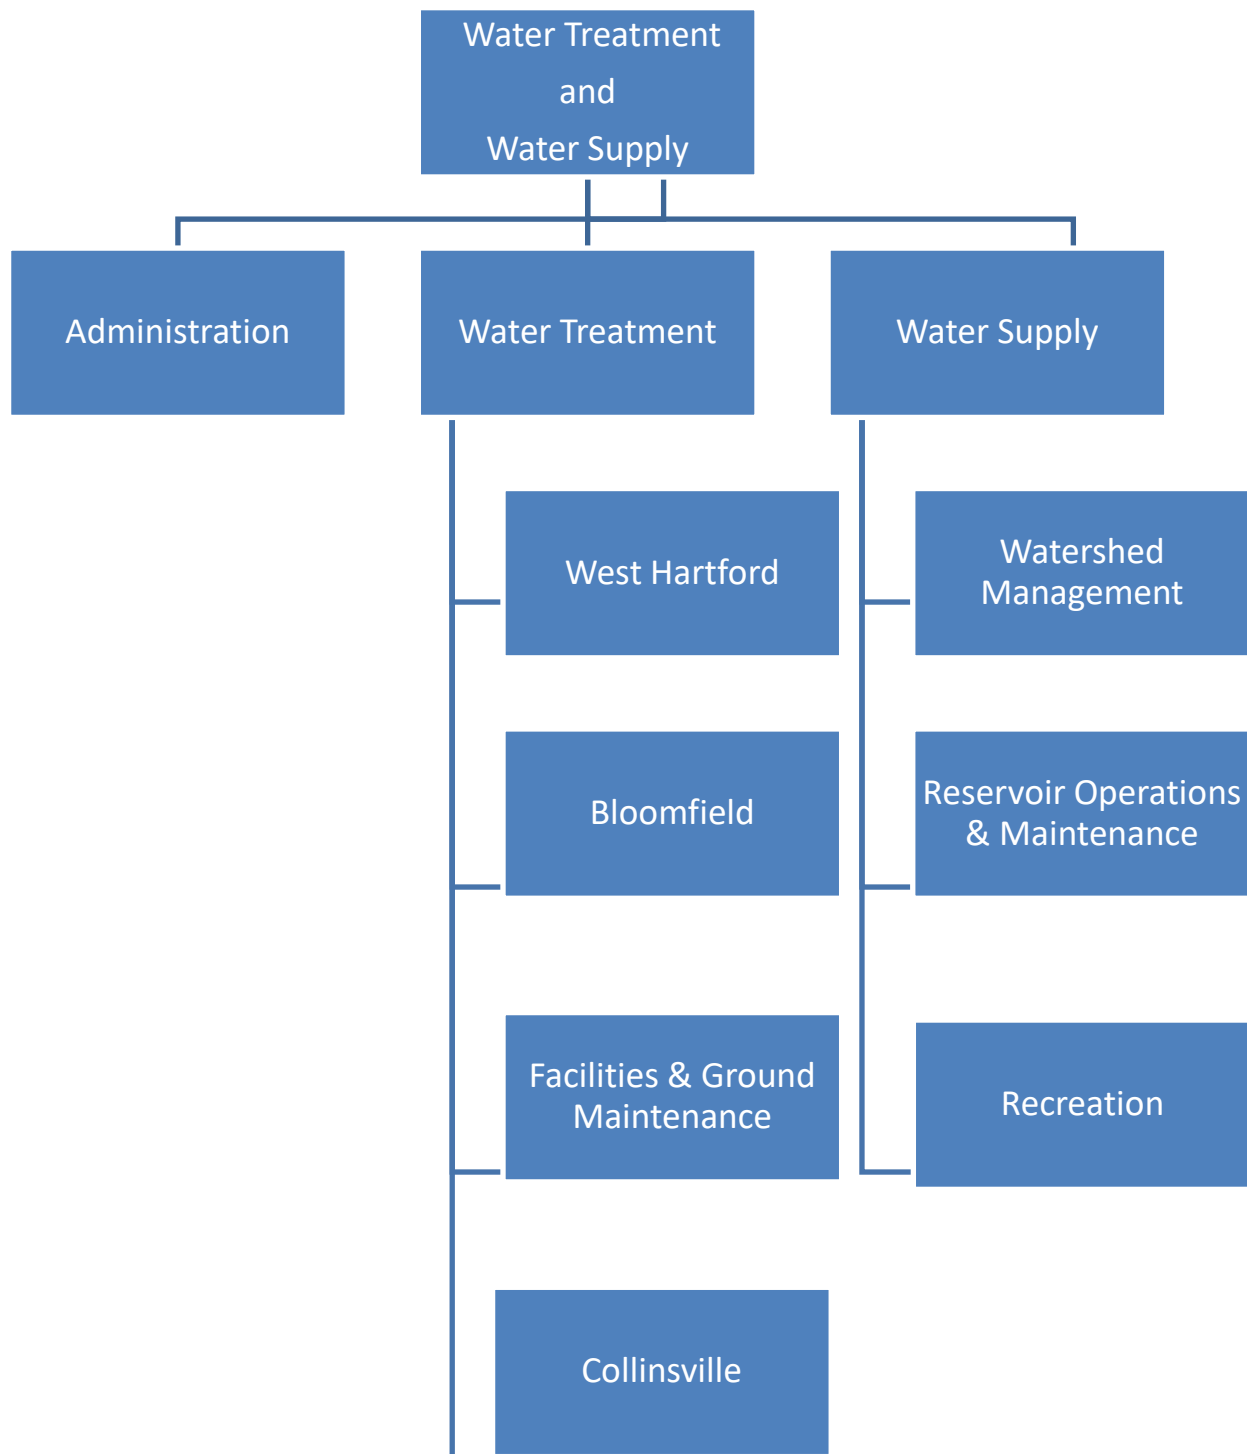 Water Treatment
and
Water Supply
Administration
Water Treatment
Water Supply
West Hartford
Watershed
Management
Bloomfield
Reservoir Operations
& Maintenance
Facilities & Ground
Maintenance
Recreation
Collinsville